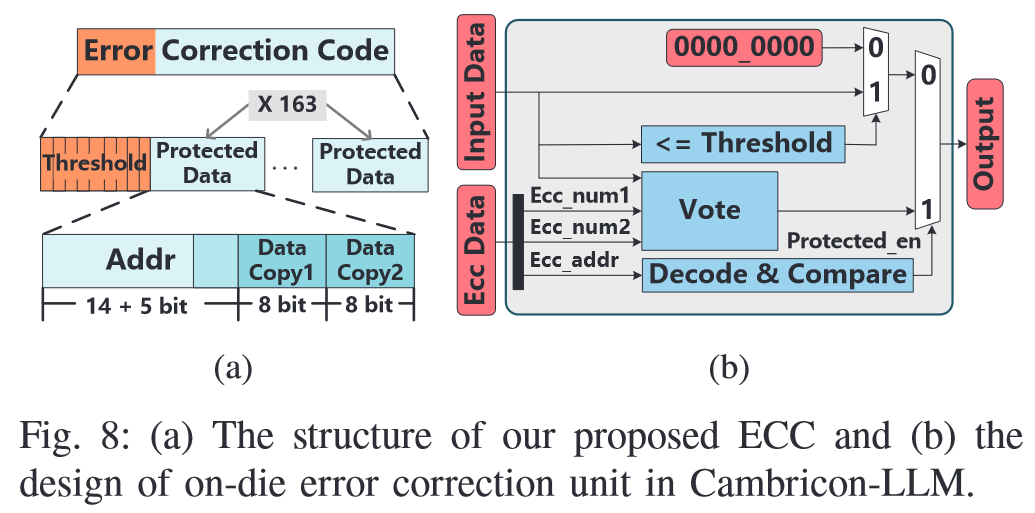 Error Correction Code
X 163
Threshold
Protected Data
...
Protected Data
Addr
Data Copy1
Data Copy2
14 + 5 bit
8 bit
8 bit
(a)
Input Data
Ecc Data
0000_0000
0
1
<= Threshold
Ecc_num1
Ecc_num2
Ecc_addr
Vote
Decode & Compare
Protected_en
0
1
Output
(b)
Fig. 8: (a) The structure of our proposed ECC and (b) the
design of on-die error correction unit in Cambricon-LLM.